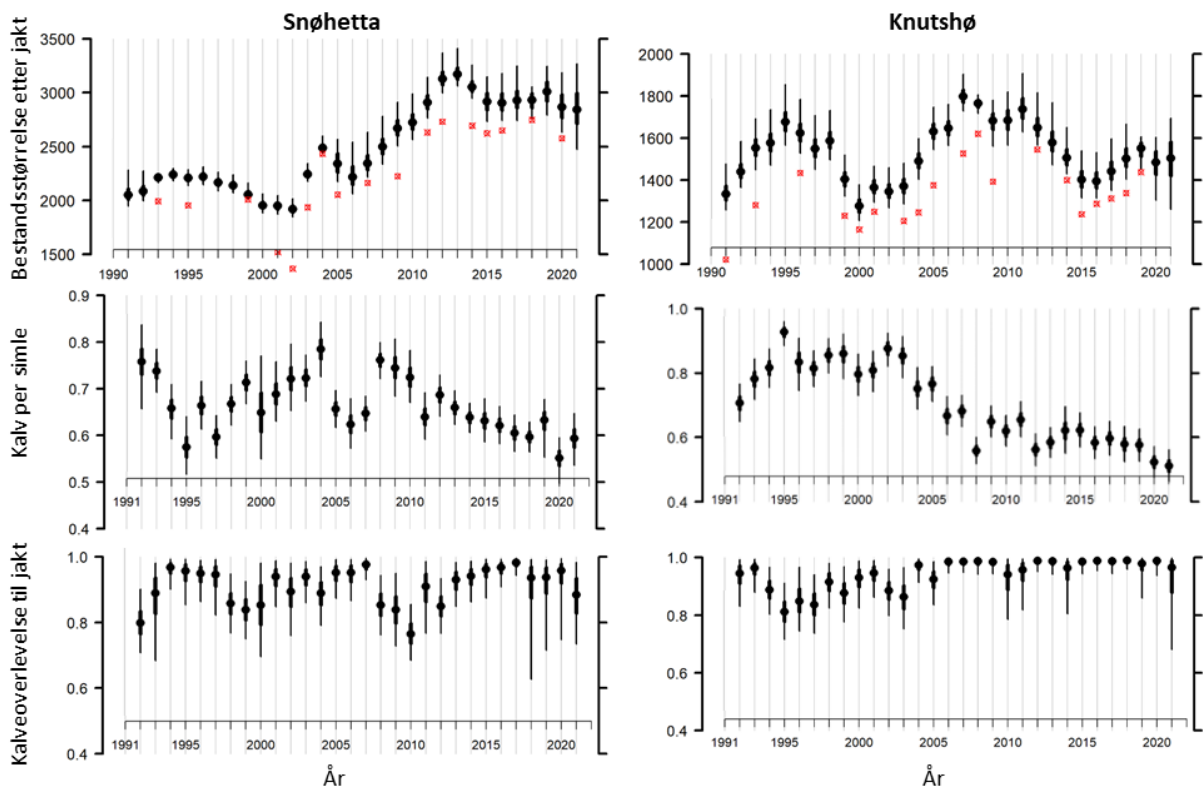 Snøhetta
Knutshø
Bestandsstørrelse etter jakt
3500
3000
2500
2000
1500
1990 1995 2000 2005 2010 2015 2020
2000
1800
1600
1400
1200
1000
1990 1995 2000 2005 2010 2015 2020
Kalv per simle
0.9
0.8
0.7
0.6
0.5
0.4
1991 1995 2000 2005 2010 2015 2020
1.0
0.8
0.6
0.4
1991 1995 2000 2005 2010 2015 2020
Kalveoverlevelse til jakt
1.0
0.8
0.6
0.4
1991 1995 2000 2005 2010 2015 2020
1.0
0.8
0.6
0.4
1991 1995 2000 2005 2010 2015 2020
År
År